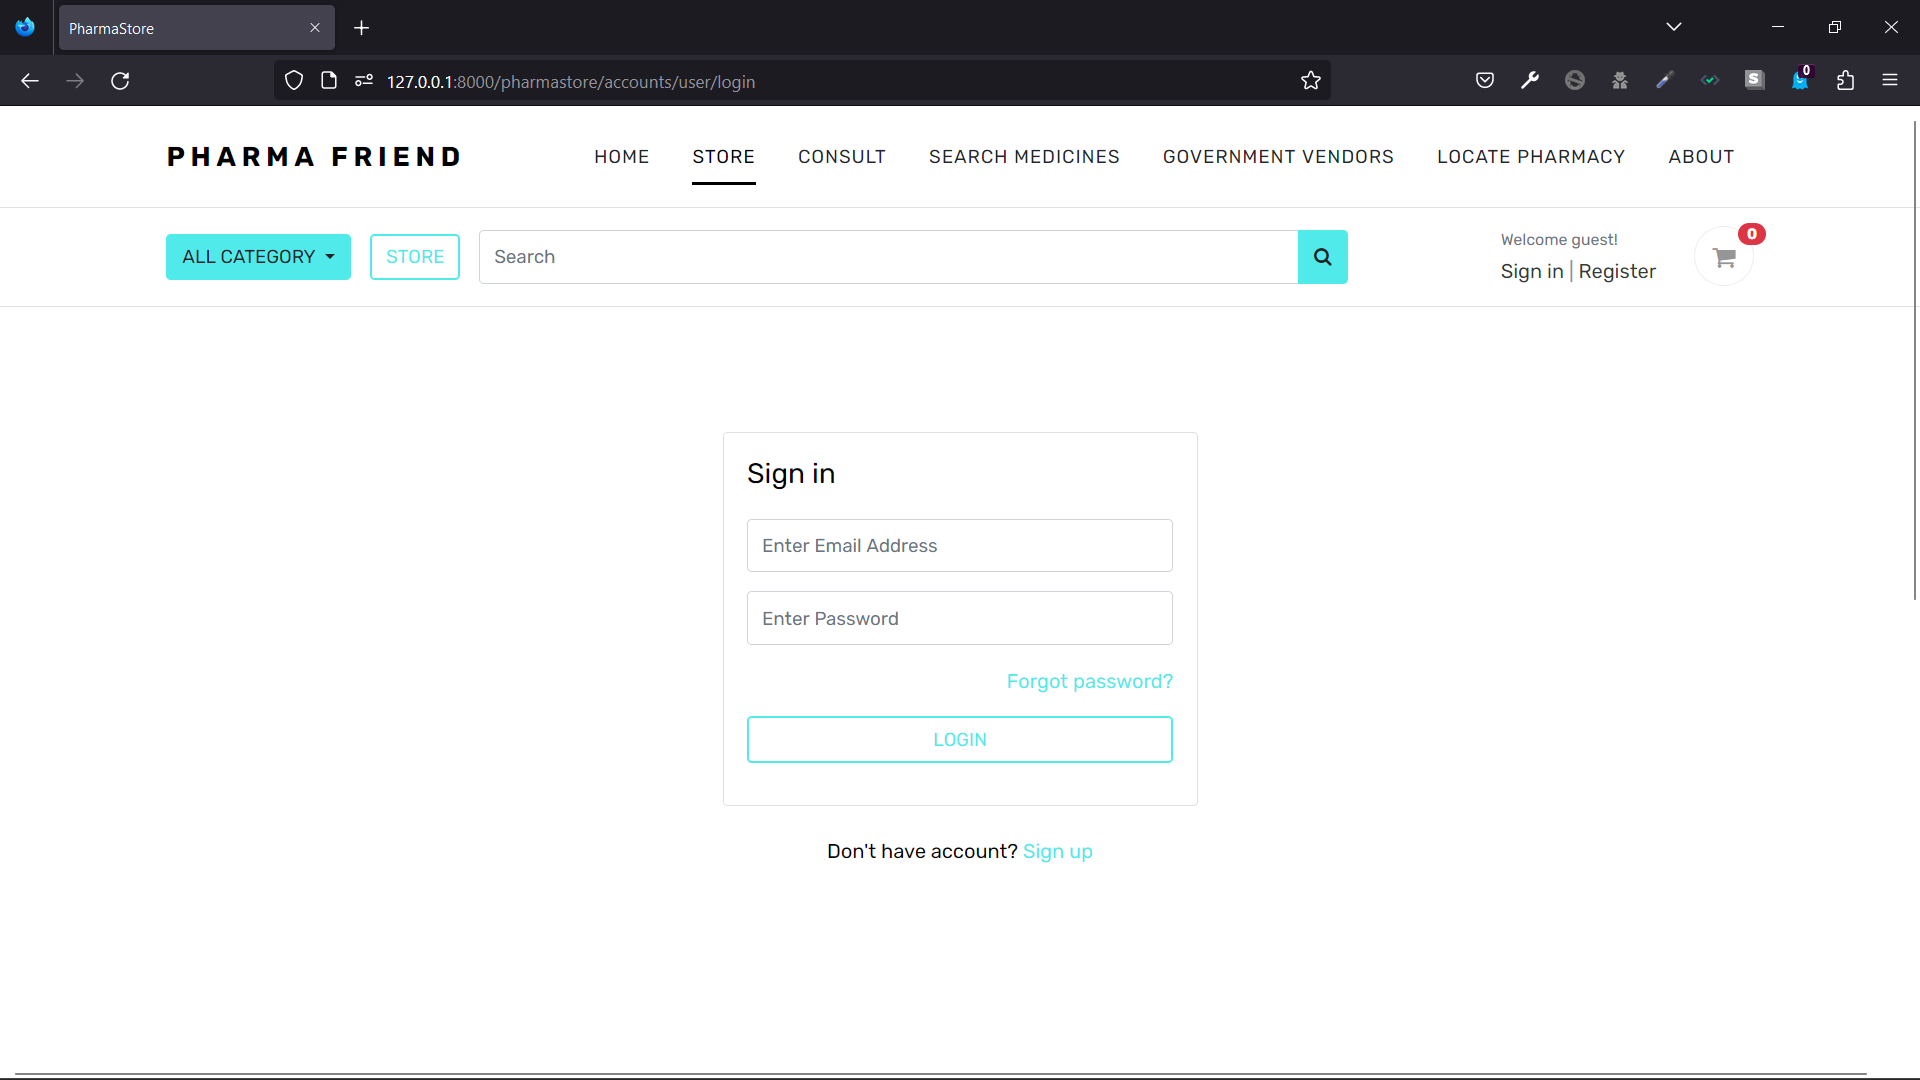 PharmaStore
127.0.0.1:8000/pharmastore/accounts/user/login
S
0
PHARMA FRIEND
HOME STORE CONSULT SEARCH MEDICINES GOVERNMENT VENDORS LOCATE PHARMACY ABOUT
ALL CATEGORY STORE Search
Welcome guest!
Sign in | Register
0
Sign in
Enter Email Address
Enter Password
Forgot password?
LOGIN
Don't have account? Sign up